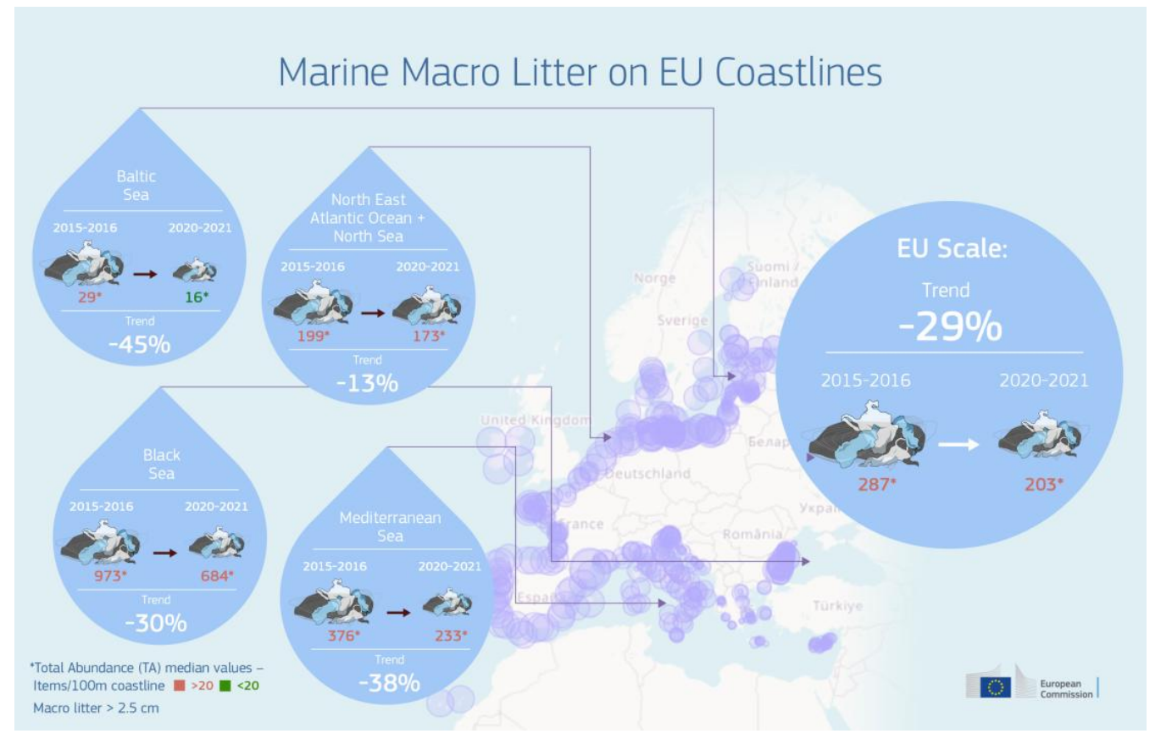 Marine Macro Litter on EU Coastlines
Baltic
Sea
2015-2016 2020-2021
29* 16*
Trend
-45%
North East
Atlantic Ocean +
North Sea
2015-2016 2020-2021
199* 173*
Trend
-13%
Black
Sea
2015-2016 2020-2021
973* 684*
Trend
-30%
Mediterranean
Sea
2015-2016 2020-2021
376* 233*
Trend
-38%
EU Scale:
Trend
-29%
2015-2016 2020-2021
287* 203*
Norge
Suomi /
Finland
Sverige
United Kingdom
Deutschland
France
România
Türkiye
*Total Abundance (TA) median values –
Items/100m coastline >20 <20
Macro litter > 2.5 cm
European
Commission